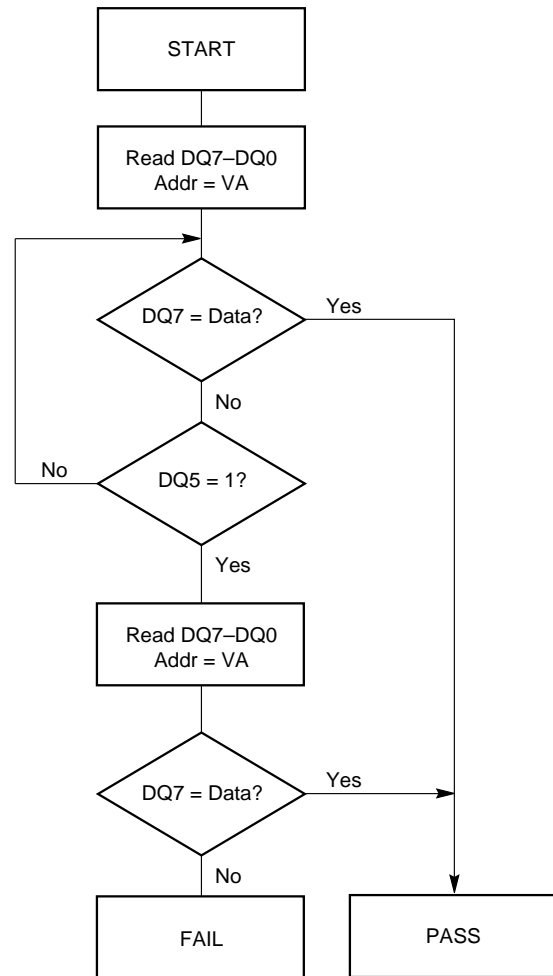 START
Read DQ7–DQ0
Addr = VA
DQ7 = Data?
Yes
No
No
DQ5 = 1?
Yes
Read DQ7–DQ0
Addr = VA
DQ7 = Data?
Yes
No
FAIL
PASS